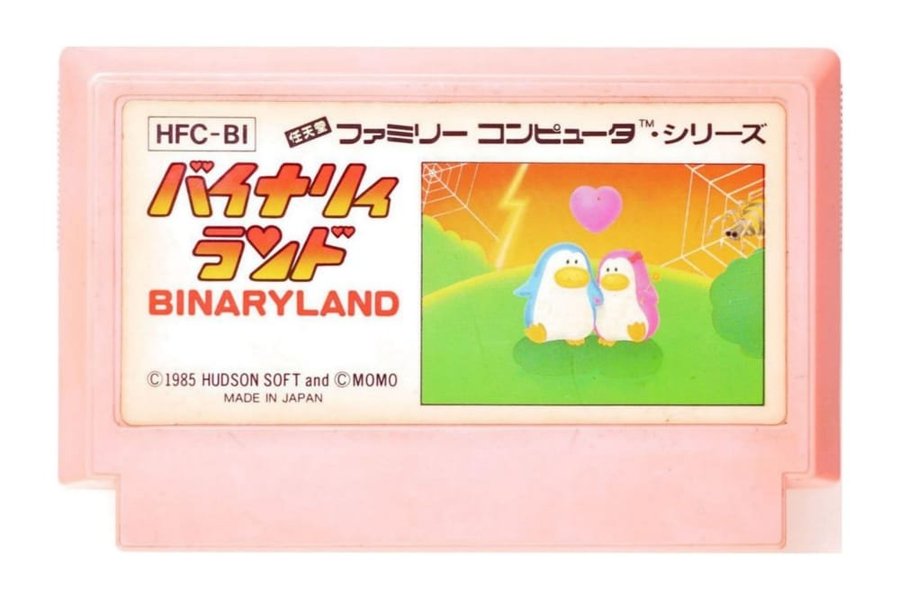 HFC-BI
任天堂 ファミリー コンピュータ™・シリーズ
バイナリィ
ランド
BINARYLAND
©1985 HUDSON SOFT and ©MOMO
MADE IN JAPAN